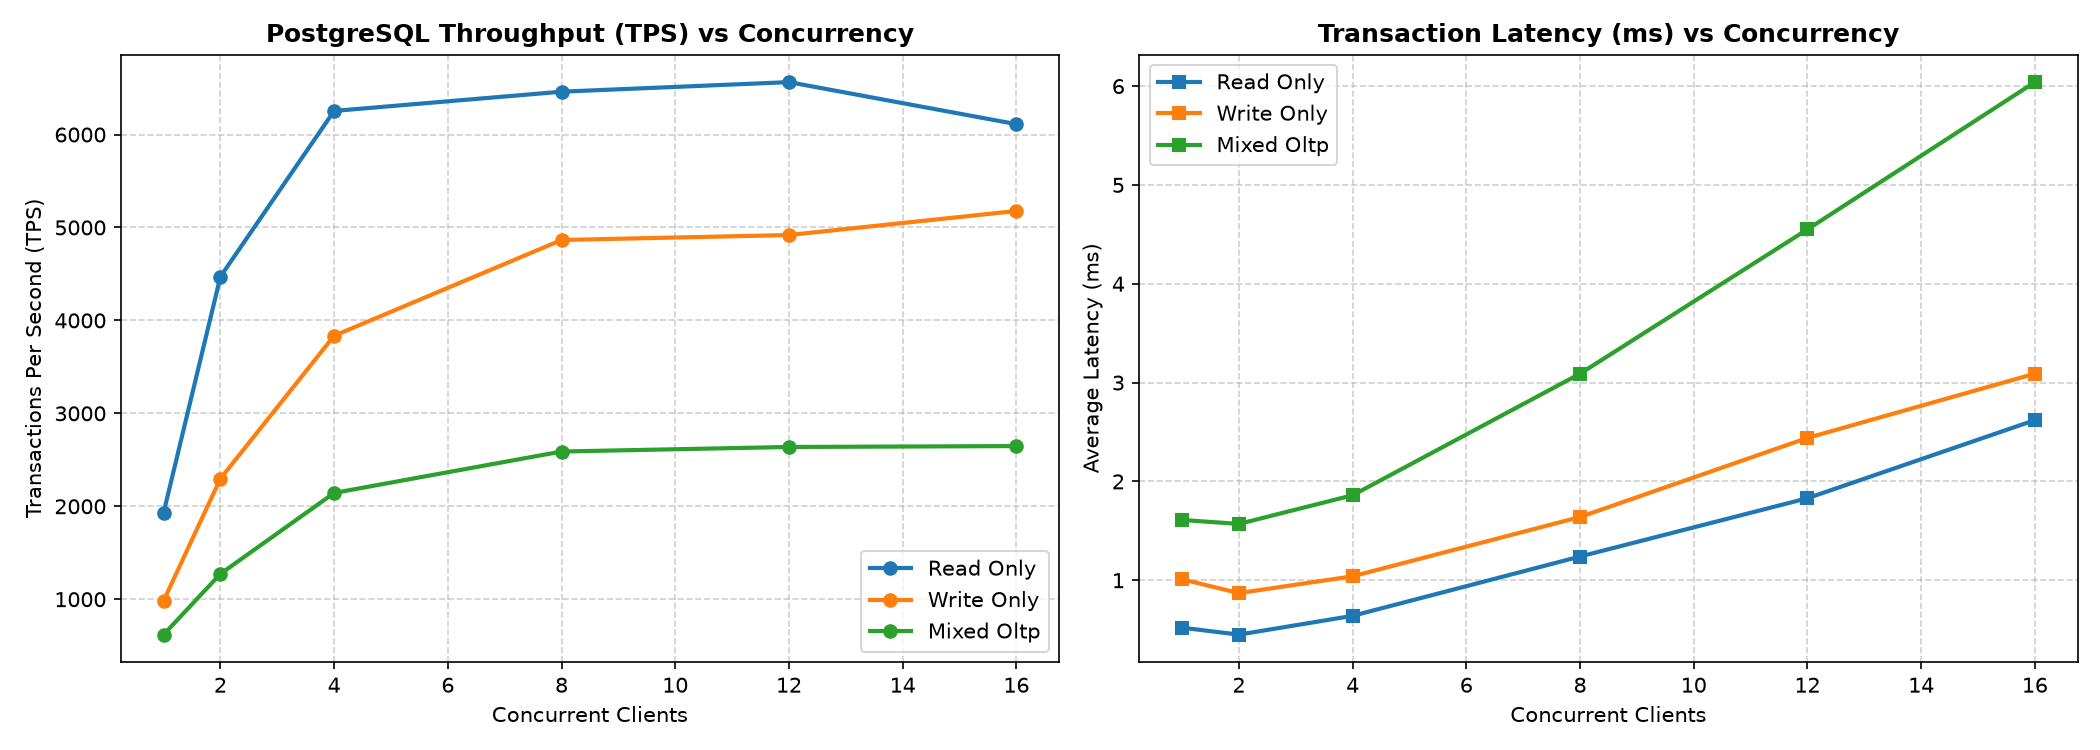 PostgreSQL Throughput (TPS) vs Concurrency
Transactions Per Second (TPS)
6000
5000
4000
3000
2000
1000
Read Only
Write Only
Mixed Oltp
2 4 6 8 10 12 14 16
Concurrent Clients
Transaction Latency (ms) vs Concurrency
Read Only
Write Only
Mixed Oltp
Average Latency (ms)
6
5
4
3
2
1
2 4 6 8 10 12 14 16
Concurrent Clients